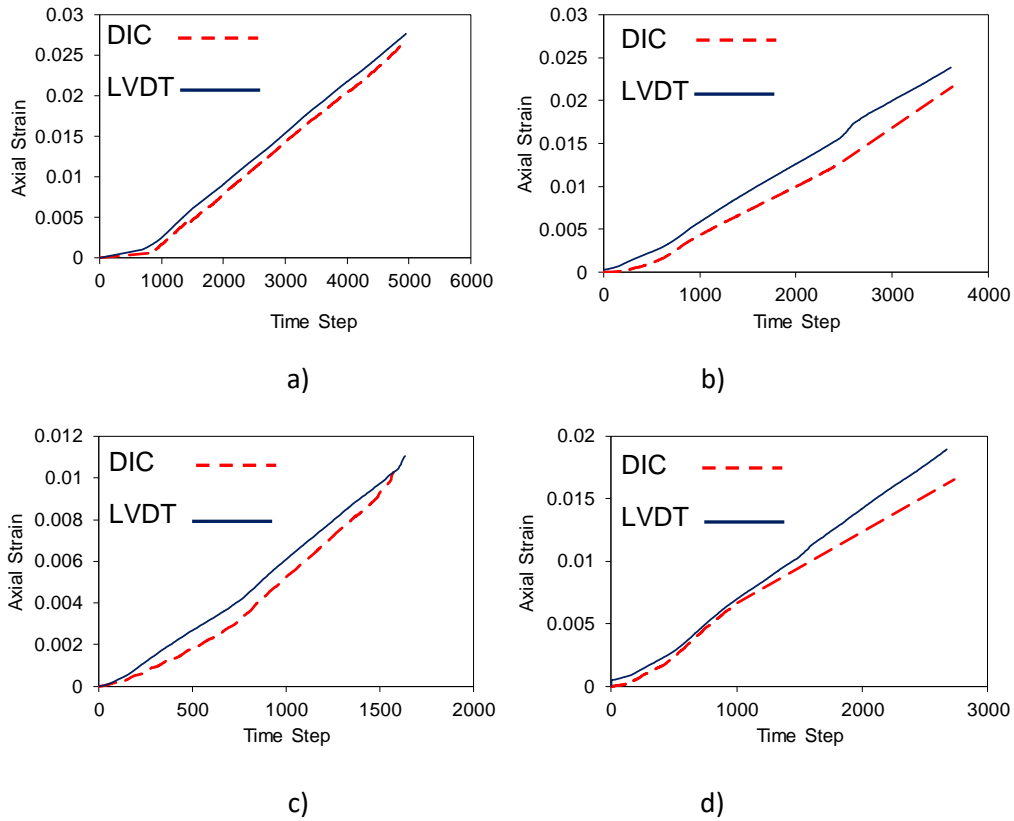 0.03
DIC
LVDT
0.025
0.02
0.015
0.01
0.005
0
Axial Strain
0 1000 2000 3000 4000 5000 6000
Time Step
a)
0.03
DIC
LVDT
0.025
0.02
0.015
0.01
0.005
0
Axial Strain
0 1000 2000 3000 4000
Time Step
b)
0.012
DIC
LVDT
0.01
0.008
0.006
0.004
0.002
0
Axial Strain
0 500 1000 1500 2000
Time Step
c)
0.02
DIC
LVDT
0.015
0.01
0.005
0
Axial Strain
0 1000 2000 3000
Time Step
d)